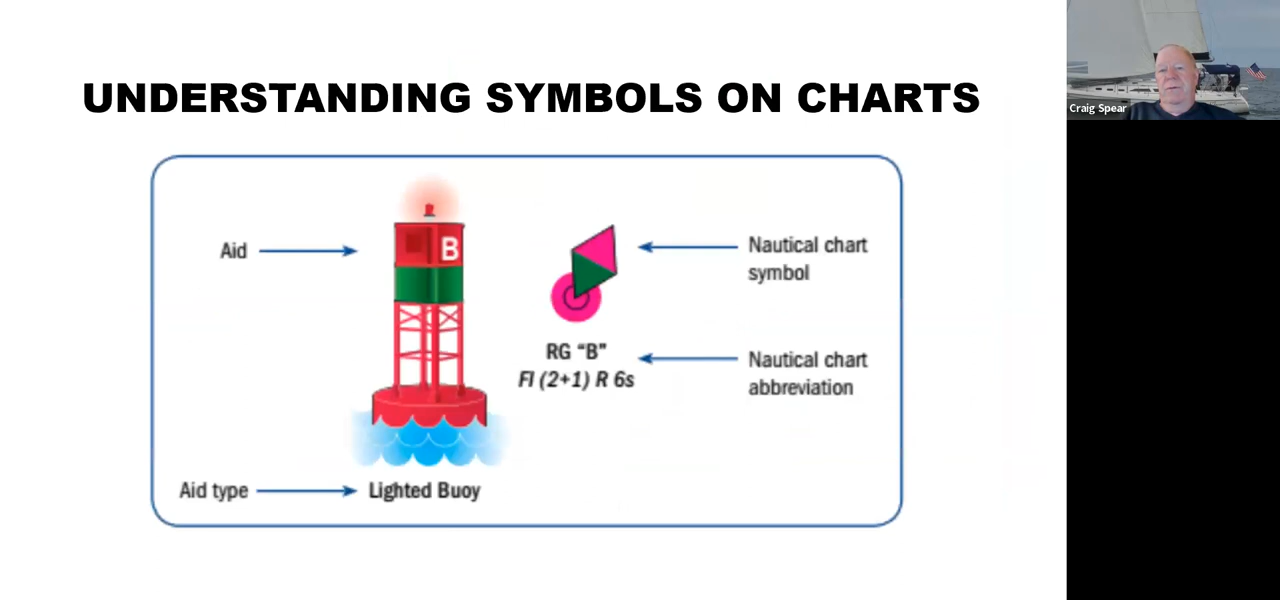 UNDERSTANDING SYMBOLS ON CHARTS
Craig Spear
Aid
B
Nautical chart
symbol
RG “B”
Fl (2+1) R 6s
Nautical chart
abbreviation
Aid type
Lighted Buoy